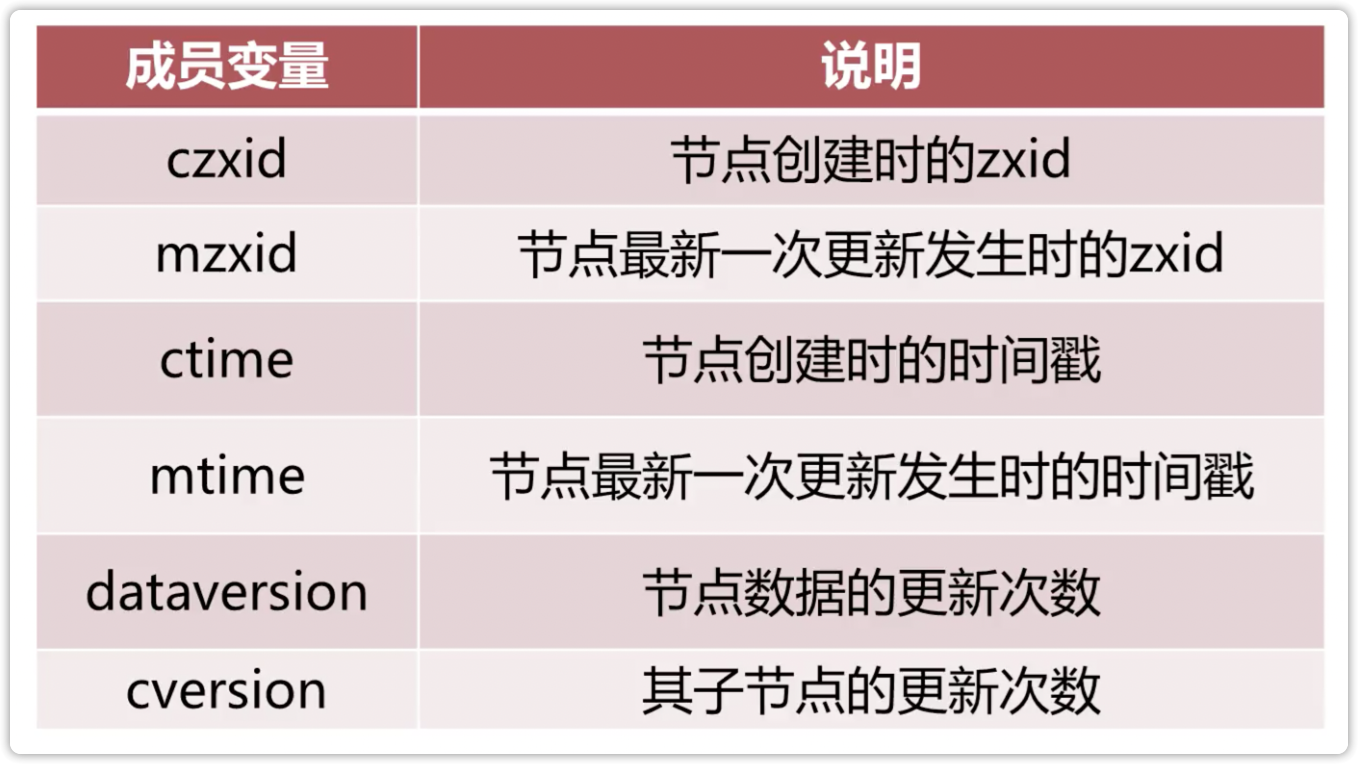 成员变量 说明
czxid 节点创建时的zxid
mzxid 节点最新一次更新发生时的zxid
ctime 节点创建时的时间戳
mtime 节点最新一次更新发生时的时间戳
dataversion 节点数据的更新次数
cversion 其子节点的更新次数